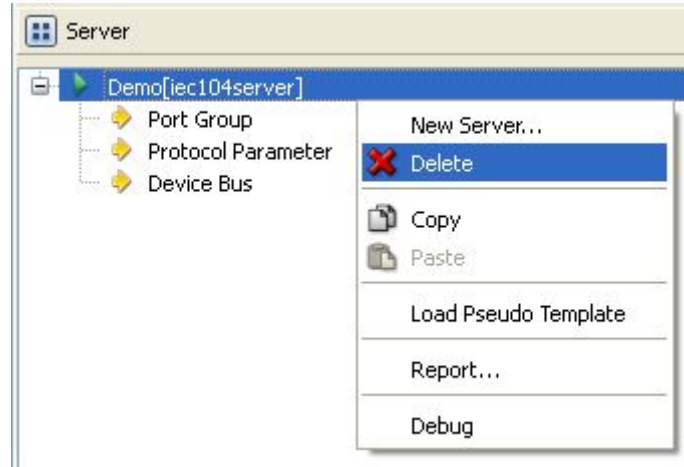 Server
Demo[iec104server]
Port Group
Protocol Parameter
Device Bus
New Server...
Delete
Copy
Paste
Load Pseudo Template
Report...
Debug